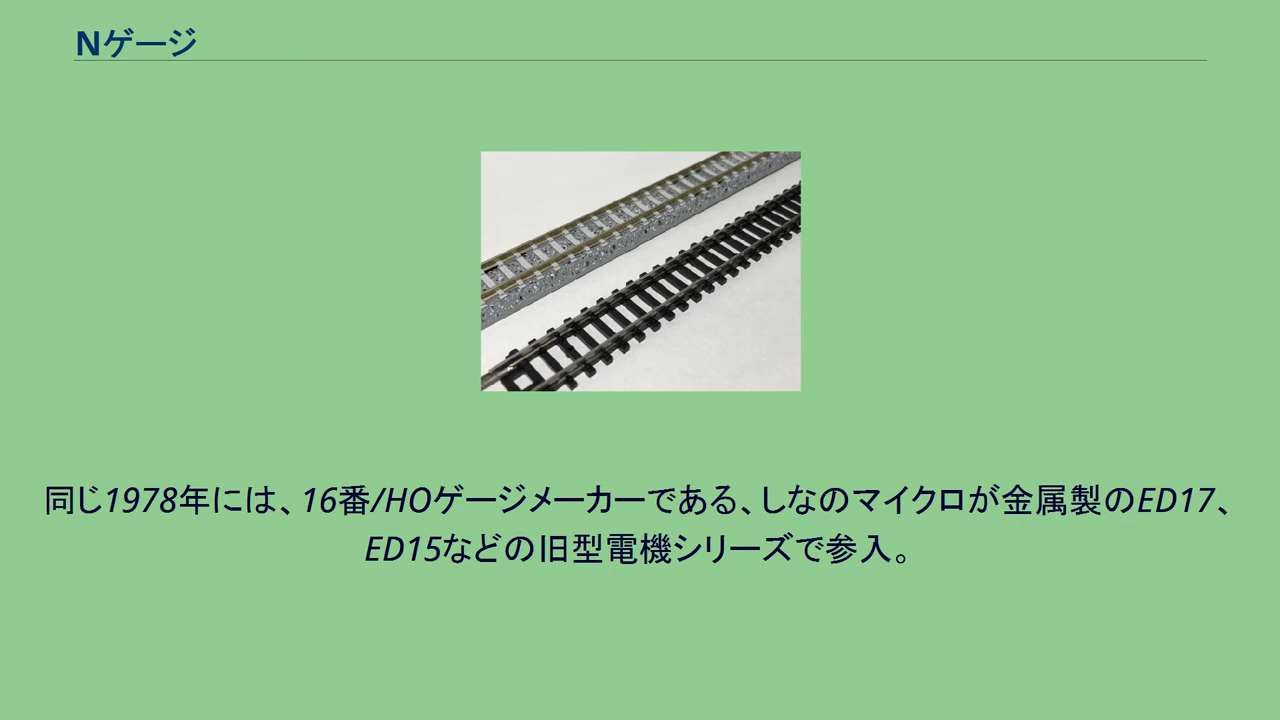 Nゲージ
同じ1978年には、16番/HOゲージメーカーである、しなのマイクロが金属製のED17、
ED15などの旧型電機シリーズで参入。